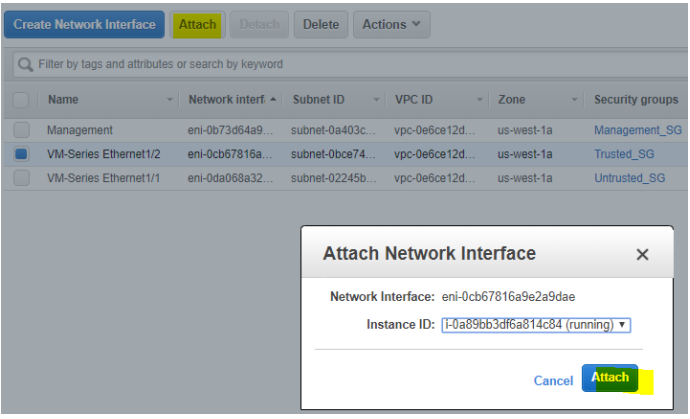 Create Network Interface Attach Detach Delete Actions
Filter by tags and attributes or search by keyword
Name Network interf Subnet ID VPC ID Zone Security groups
Management eni-0b73d64a9... subnet-0a403c... vpc-0e6ce12d... us-west-1a Management_SG
VM-Series Ethernet1/2 eni-0cb67816a... subnet-0bce74... vpc-0e6ce12d... us-west-1a Trusted_SG
VM-Series Ethernet1/1 eni-0da068a32... subnet-02245b... vpc-0e6ce12d... us-west-1a Untrusted_SG
Attach Network Interface
Network Interface: eni-0cb67816a9e2a9dae
Instance ID: i-0a89bb3df6a814c84 (running)
Cancel Attach